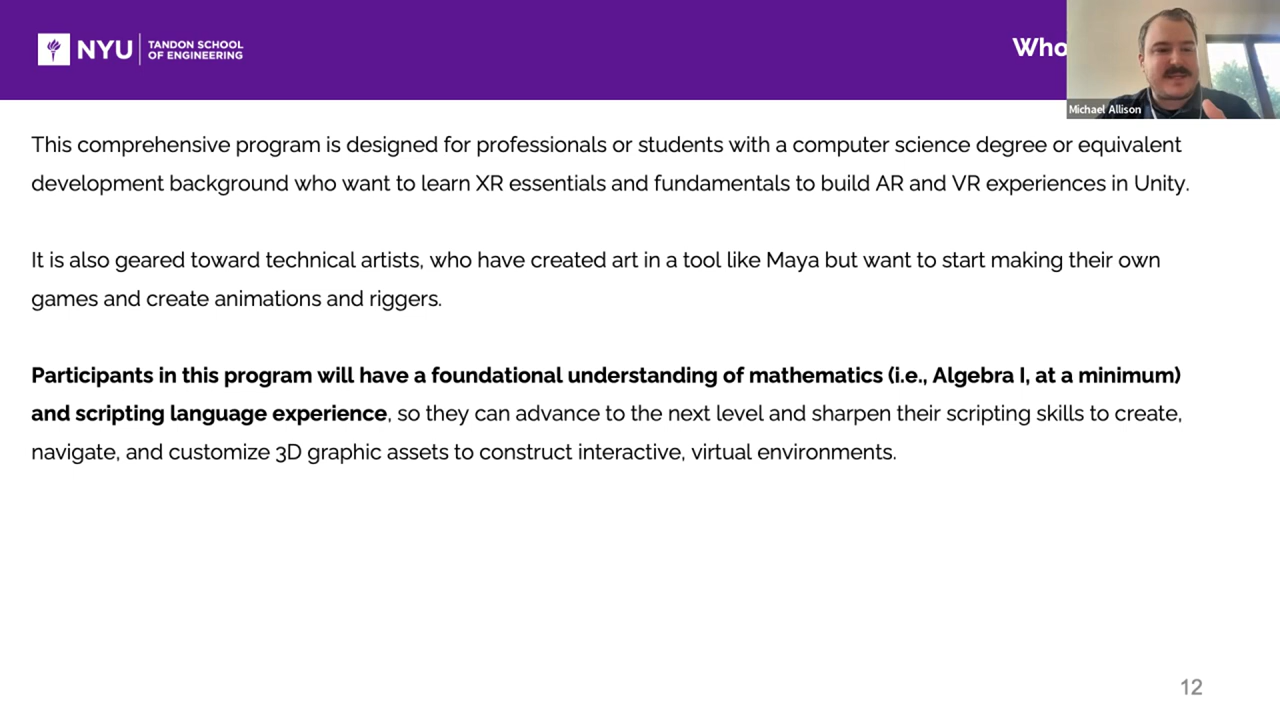 NYU
TANDON SCHOOL
OF ENGINEERING
Who
Michael Allison
This comprehensive program is designed for professionals or students with a computer science degree or equivalent
development background who want to learn XR essentials and fundamentals to build AR and VR experiences in Unity.
It is also geared toward technical artists, who have created art in a tool like Maya but want to start making their own
games and create animations and riggers.
Participants in this program will have a foundational understanding of mathematics (i.e., Algebra I, at a minimum)
and scripting language experience, so they can advance to the next level and sharpen their scripting skills to create,
navigate, and customize 3D graphic assets to construct interactive, virtual environments.
12